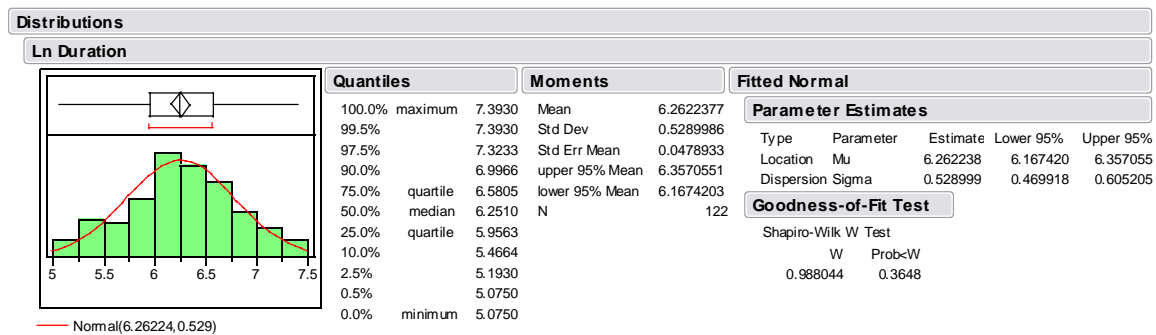 Distributions
Ln Duration
5 5.5 6 6.5 7 7.5
Normal(6.26224,0.529)
Quantiles
100.0% maximum 7.3930
99.5% 7.3930
97.5% 7.3233
90.0% 6.9966
75.0% quartile 6.5805
50.0% median 6.2510
25.0% quartile 5.9563
10.0% 5.4664
2.5% 5.1930
0.5% 5.0750
0.0% minimum 5.0750
Moments
Mean 6.2622377
Std Dev 0.5289986
Std Err Mean 0.0478933
upper 95% Mean 6.3570551
lower 95% Mean 6.1674203
N 122
Fitted Normal
Parameter Estimates
Type Parameter Estimate Lower 95% Upper 95%
Location Mu 6.262238 6.167420 6.357055
Dispersion Sigma 0.528999 0.469918 0.605205
Goodness-of-Fit Test
Shapiro-Wilk W Test
W Prob<W
0.988044 0.3648